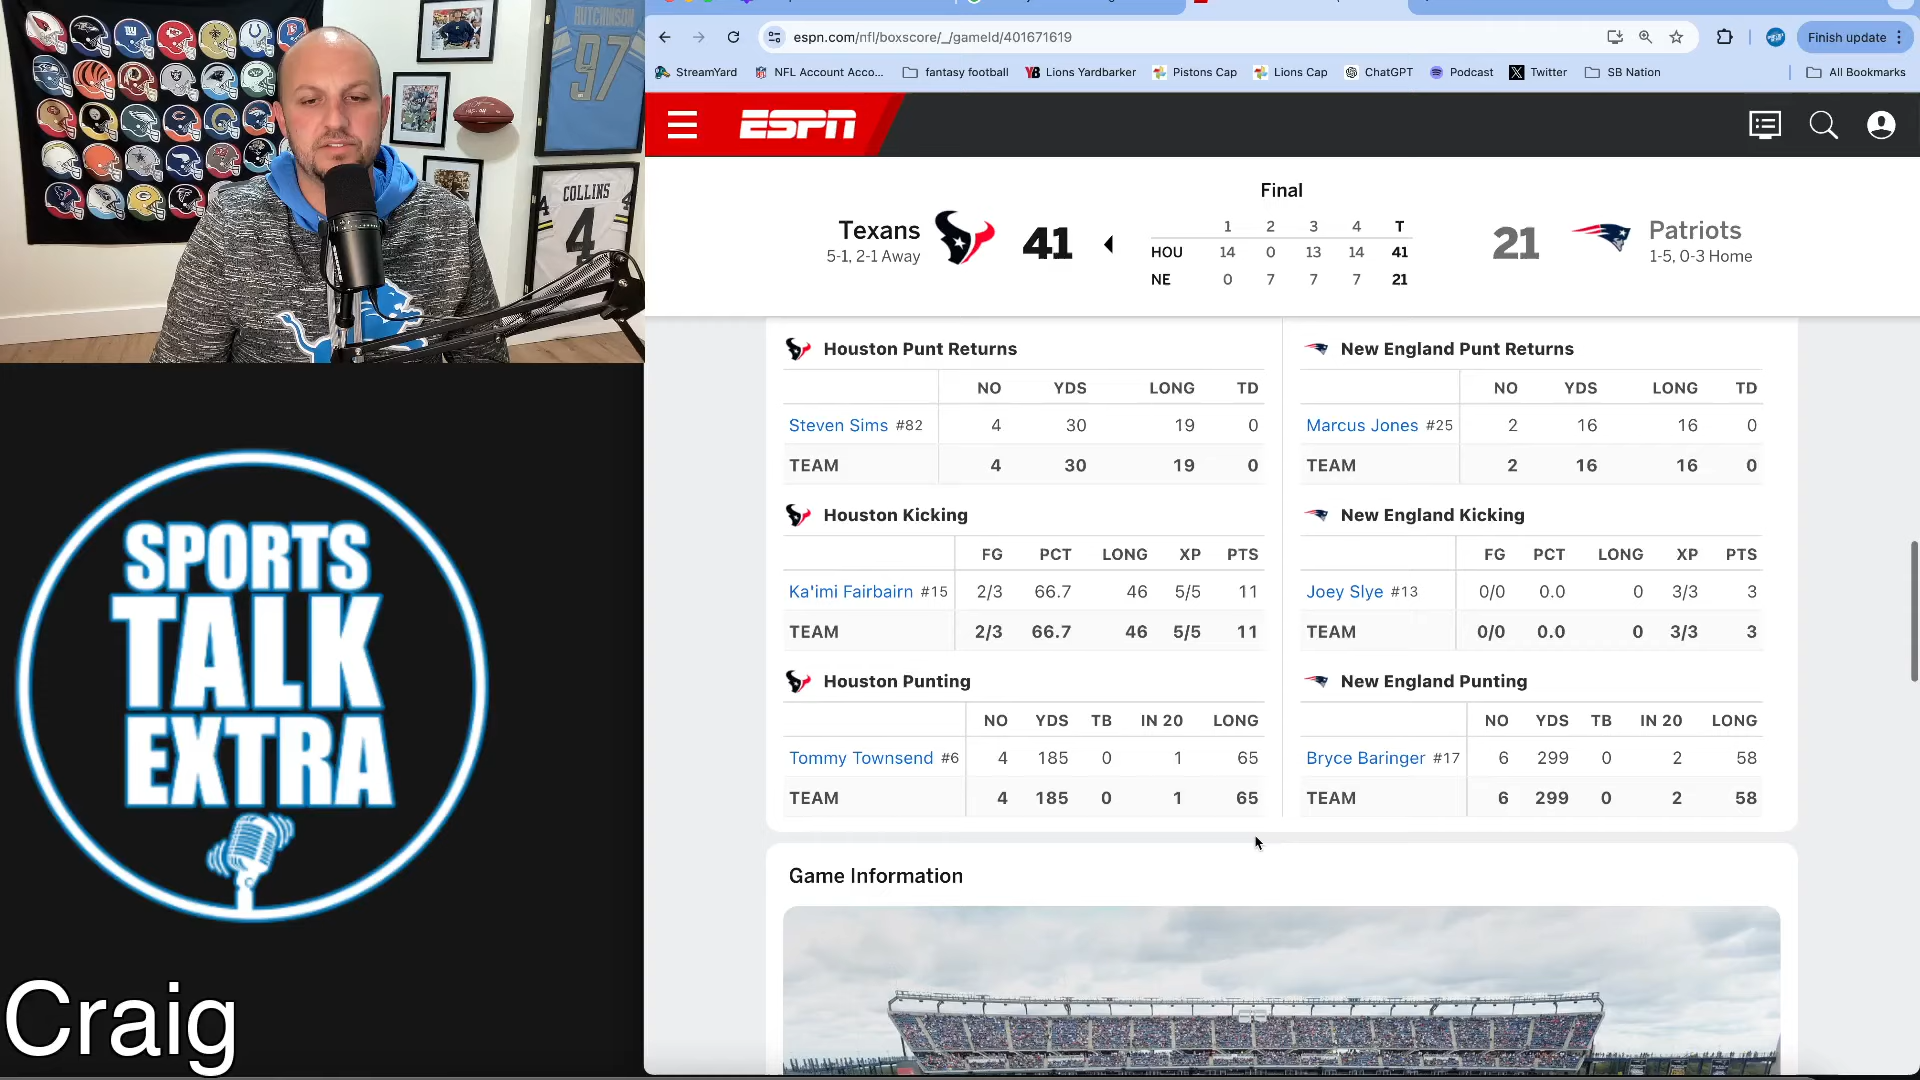 HUTCHINSON
97
COLLINS
4
SPORTS
TALK
EXTRA
Craig
espn.com/nfl/boxscore/_/gameId/401671619
Finish update
StreamYard
NFL Account Acco...
fantasy football
YB Lions Yardbarker
Pistons Cap
Lions Cap
ChatGPT
Podcast
X Twitter
SB Nation
All Bookmarks
ESPN
Final
Texans
5-1, 2-1 Away
41
1 2 3 4 T
HOU 14 0 13 14 41
NE 0 7 7 7 21
21
Patriots
1-5, 0-3 Home
Houston Punt Returns
NO YDS LONG TD
Steven Sims #82 4 30 19 0
TEAM 4 30 19 0
New England Punt Returns
NO YDS LONG TD
Marcus Jones #25 2 16 16 0
TEAM 2 16 16 0
Houston Kicking
FG PCT LONG XP PTS
Ka'imi Fairbairn #15 2/3 66.7 46 5/5 11
TEAM 2/3 66.7 46 5/5 11
New England Kicking
FG PCT LONG XP PTS
Joey Slye #13 0/0 0.0 0 3/3 3
TEAM 0/0 0.0 0 3/3 3
Houston Punting
NO YDS TB IN 20 LONG
Tommy Townsend #6 4 185 0 1 65
TEAM 4 185 0 1 65
New England Punting
NO YDS TB IN 20 LONG
Bryce Baringer #17 6 299 0 2 58
TEAM 6 299 0 2 58
Game Information